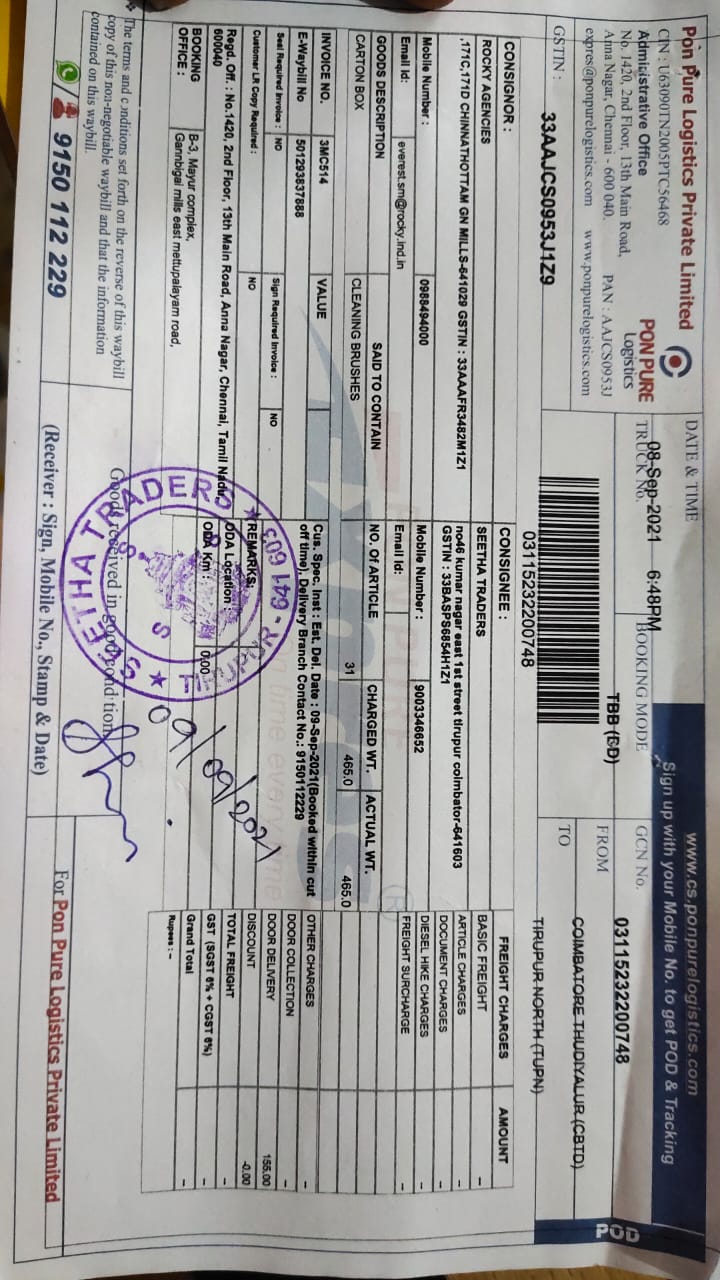 Pon Pure Logistics Private Limited
CIN : U63090TN2005PTC56468
Administrative Office
No. 1420, 2nd Floor, 13th Main Road,
Anna Nagar, Chennai - 600 040.
PAN : AAJCS0953J
expres@ponpurelogistics.com www.ponpurelogistics.com
PON PURE
Logistics
GSTIN : 33AAJCS0953J1Z9
www.cs.ponpurelogistics.com
Sign up with your Mobile No. to get POD & Tracking
DATE & TIME
08-Sep-2021 6:48PM
TRUCK No.
BOOKING MODE
TBB (D.D)
GCN No.
03115232200748
FROM
COIMBATORE THUDIYALUR (CBTD)
TO
TIRUPUR NORTH (TUPN)
POD
03115232200748
CONSIGNOR :
ROCKY AGENCIES
,171C,171D CHINNATHOTTAM GN MILLS-641029 GSTIN : 33AAAFR3482M1Z1
Mobile Number : 0988494000
Email Id: everest.sm@rocky.ind.in
CONSIGNEE :
SEETHA TRADERS
no46 kumar nagar east 1st street tirupur coimbator-641603
GSTIN : 33BASPS6854H1Z1
Mobile Number : 9003346652
Email Id:
GOODS DESCRIPTION SAID TO CONTAIN NO. Of ARTICLE CHARGED WT. ACTUAL WT.
CARTON BOX CLEANING BRUSHES 31 465.0 465.0
INVOICE NO. 3MC514 VALUE
E-Waybill No 501293837888
Seal Required Invoice : NO Sign Required Invoice : NO
Customer LR Copy Required : NO
Cus. Spec. Inst : Est. Del. Date : 09-Sep-2021(Booked within cut
off time), Delivery Branch Contact No.: 9150112229
REMARKS:
ODA Location :
ODA Km : 0.00
Regd. Off. : No.1420, 2nd Floor, 13th Main Road, Anna Nagar, Chennai, Tamil Nadu,
600040
BOOKING
OFFICE :
B-3, Mayur complex,
Gannbigai mills east mettupalayam road,
FREIGHT CHARGES AMOUNT
BASIC FREIGHT -
ARTICLE CHARGES -
DOCUMENT CHARGES -
DIESEL HIKE CHARGES -
FREIGHT SURCHARGE -
OTHER CHARGES -
DOOR COLLECTION -
DOOR DELIVERY 155.00
DISCOUNT -0.00
TOTAL FREIGHT -
GST (SGST 6% + CGST 6%) -
Grand Total -
Rupees : -
The terms and conditions set forth on the reverse of this waybill
copy of this non-negotiable waybill and that the information
contained on this waybill.
9150 112 229
Goods received in good condition
(Receiver : Sign, Mobile No., Stamp & Date)
SEETHA TRADERS
641 603
09/09/2021
For Pon Pure Logistics Private Limited